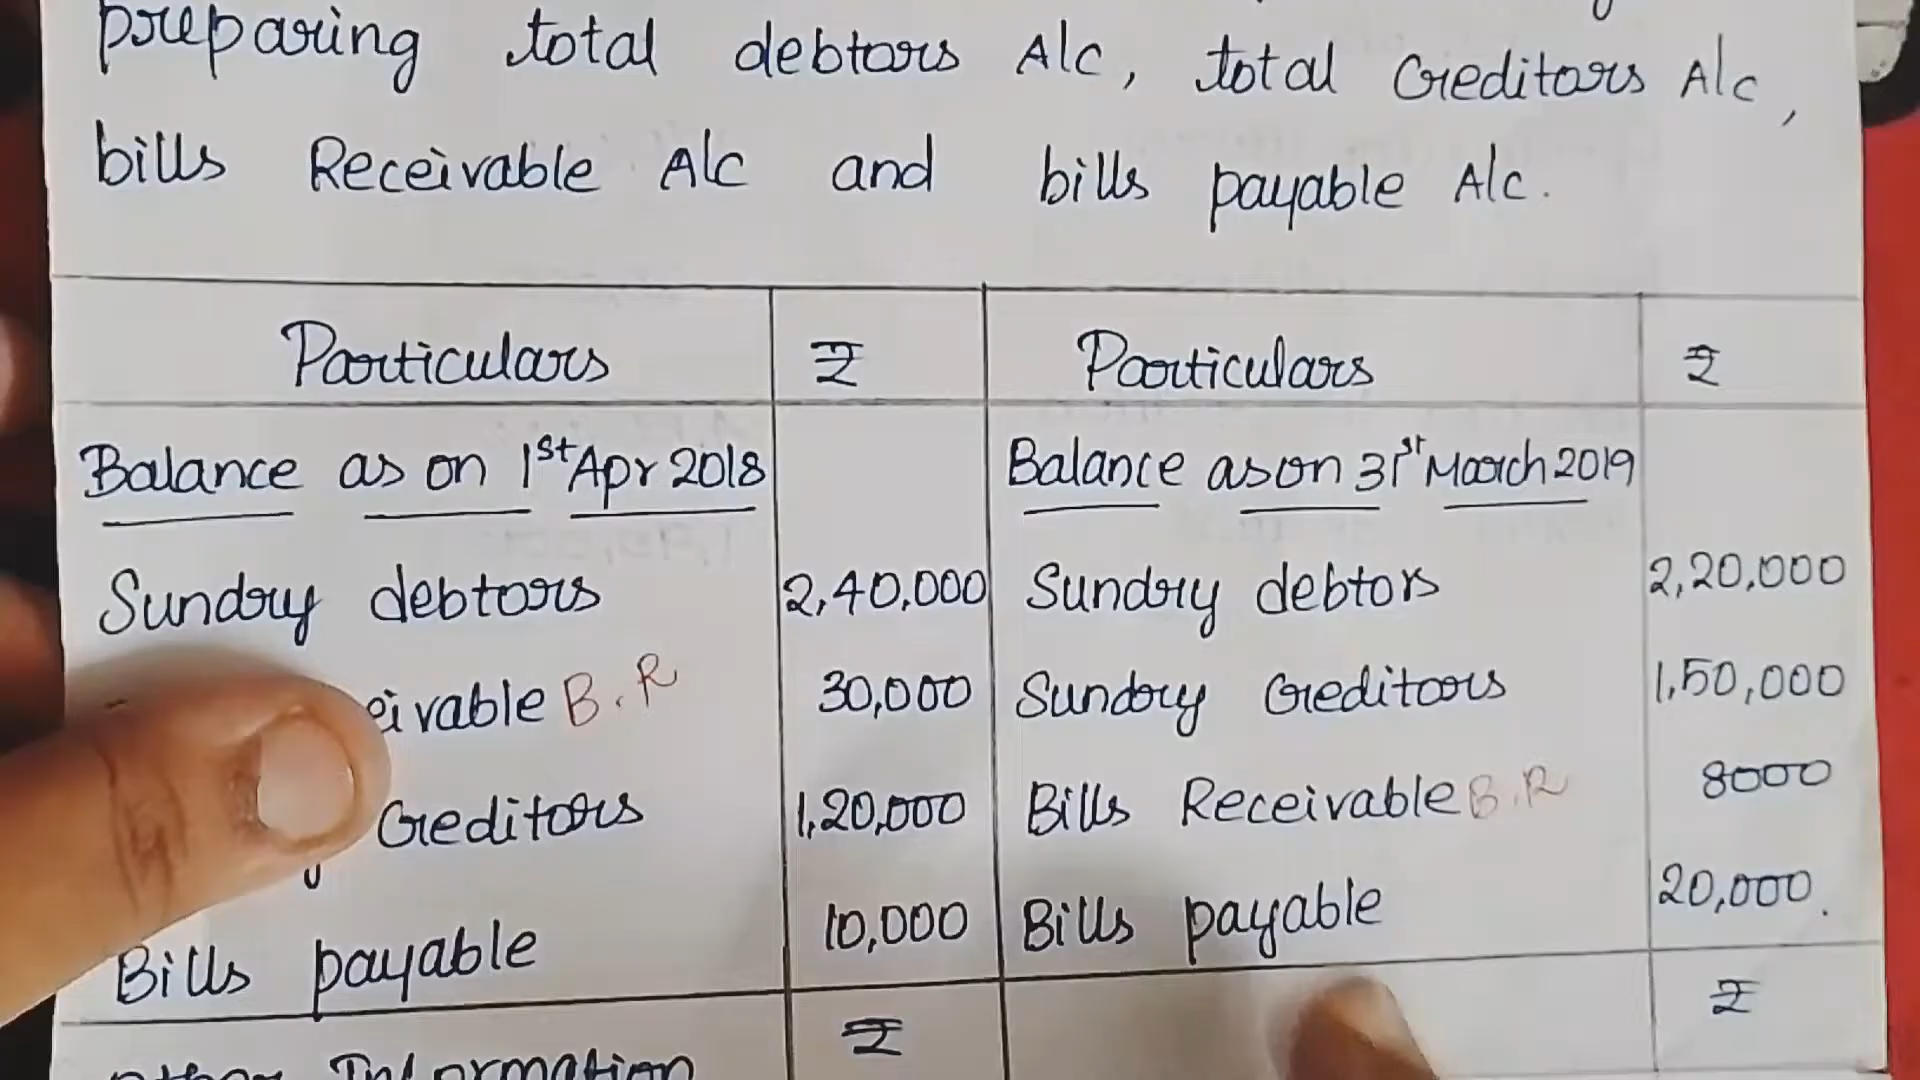 preparing total debtors A/c, total Creditors A/c,
bills Receivable A/c and bills payable A/c.
Particulars ₹ Particulars ₹
Balance as on 1st Apr 2018 Balance as on 31st March 2019
Sundry debtors 2,40,000 Sundry debtors 2,20,000
eivable B.R 30,000 Sundry Creditors 1,50,000
Creditors 1,20,000 Bills Receivable B.R 8000
Bills payable 10,000 Bills payable 20,000.
₹ ₹
other Information